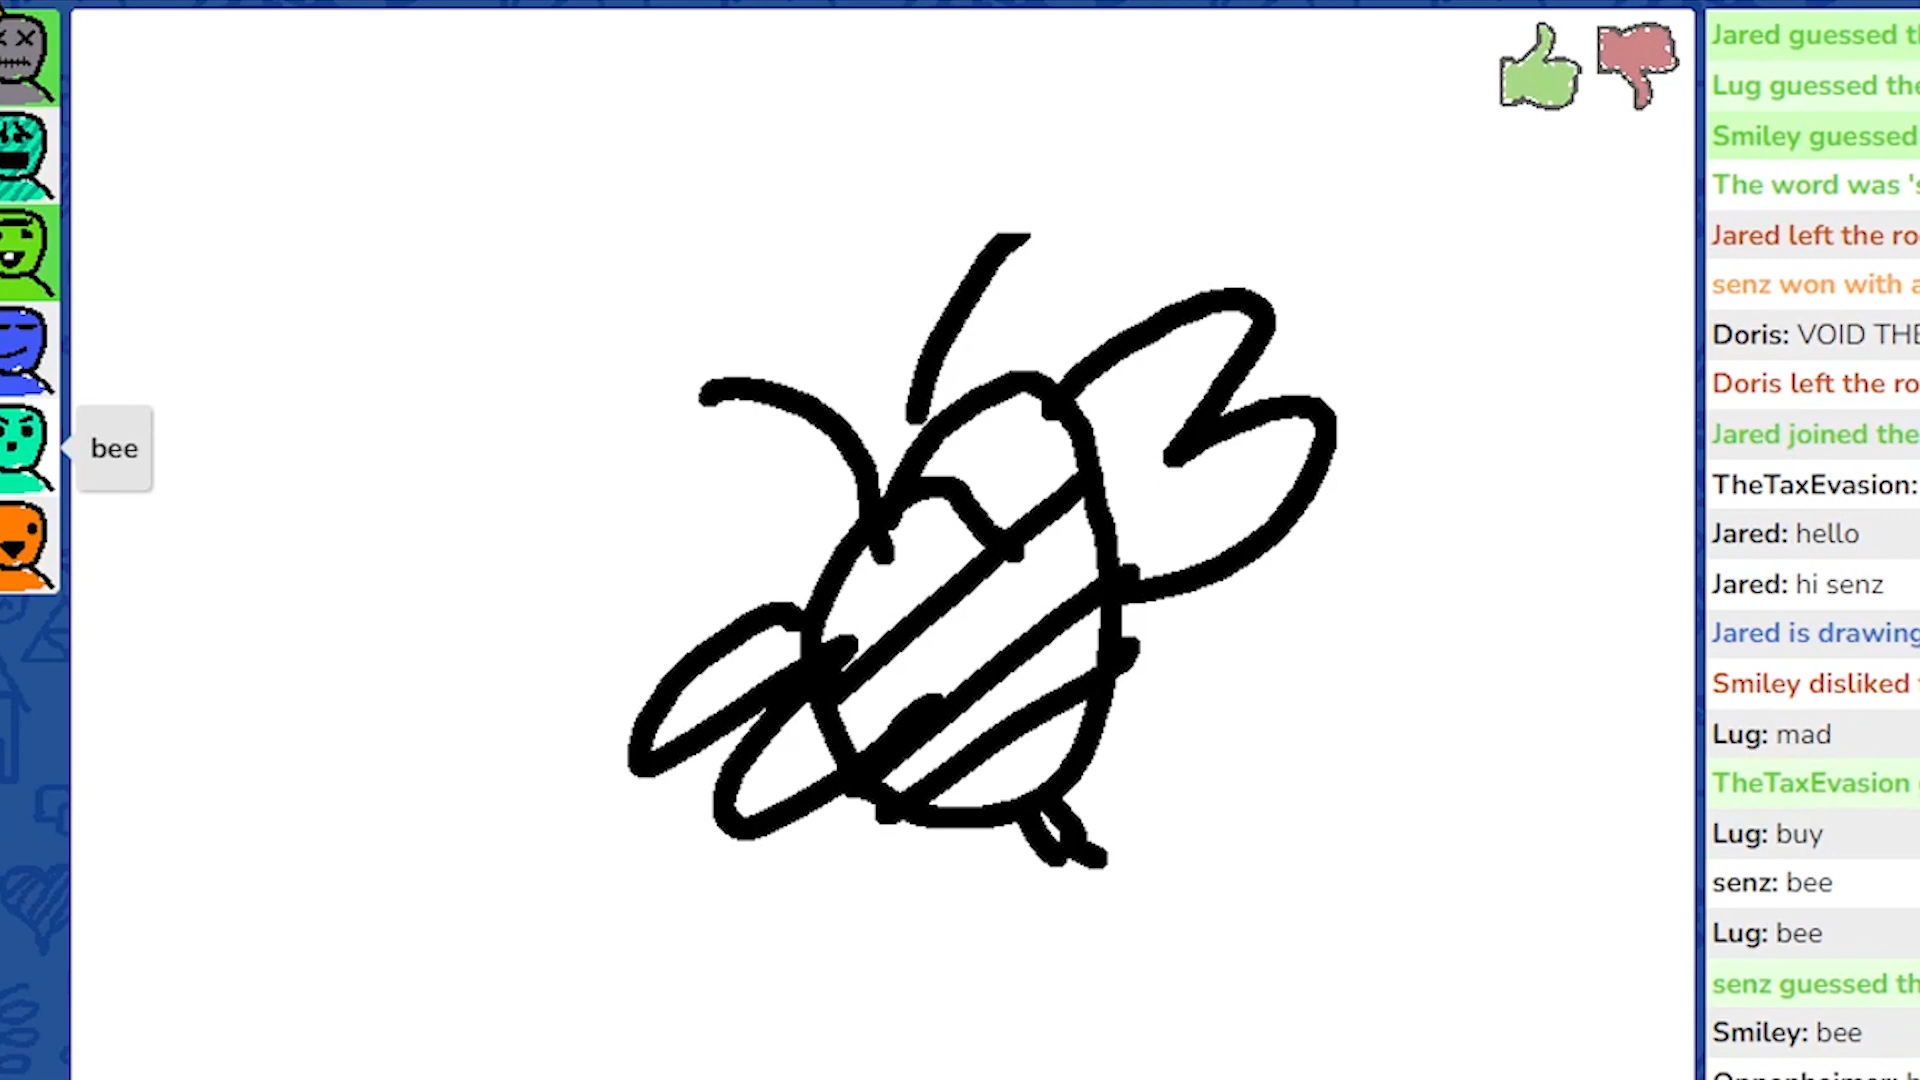 bee
Jared guessed t
Lug guessed the
Smiley guessed
The word was 's
Jared left the ro
senz won with a
Doris: VOID THE
Doris left the ro
Jared joined the
TheTaxEvasion:
Jared: hello
Jared: hi senz
Jared is drawing
Smiley disliked
Lug: mad
TheTaxEvasion
Lug: buy
senz: bee
Lug: bee
senz guessed th
Smiley: bee